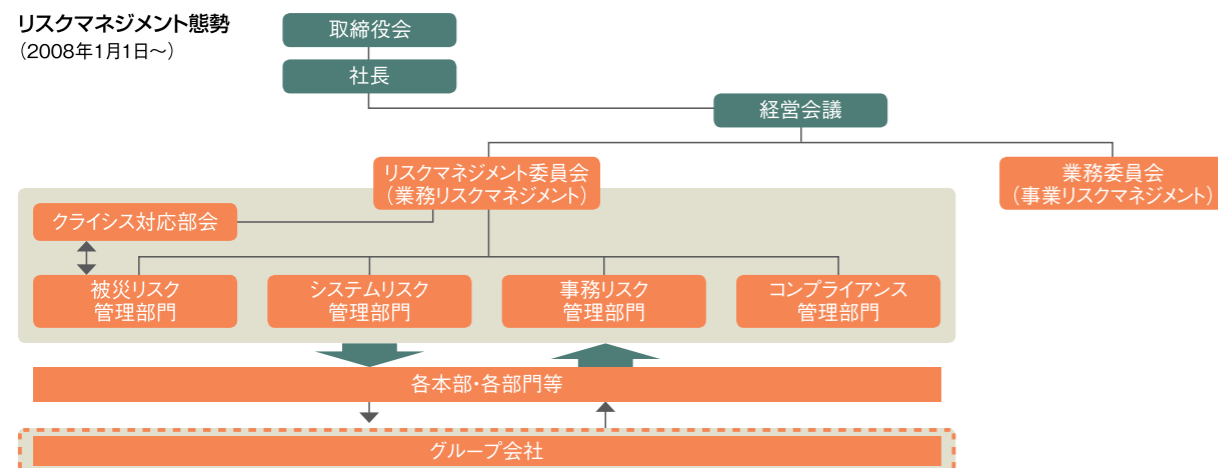 リスクマネジメント態勢
（2008年1月1日〜）
取締役会
社長
経営会議
リスクマネジメント委員会
（業務リスクマネジメント）
業務委員会
（事業リスクマネジメント）
クライシス対応部会
被災リスク
管理部門
システムリスク
管理部門
事務リスク
管理部門
コンプライアンス
管理部門
各本部・各部門等
グループ会社